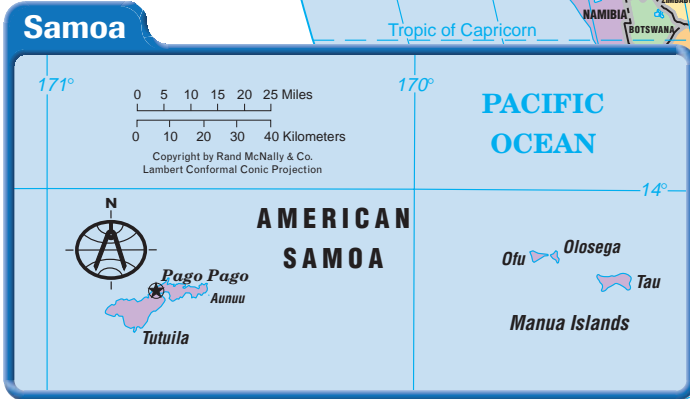 Samoa
Tropic of Capricorn
NAMIBIA
BOTSWANA
171°
170°
0 5 10 15 20 25 Miles
0 10 20 30 40 Kilometers
Copyright by Rand McNally & Co.
Lambert Conformal Conic Projection
PACIFIC
OCEAN
14°
N
AMERICAN
SAMOA
Pago Pago
Aunuu
Tutuila
Ofu
Olosega
Tau
Manua Islands